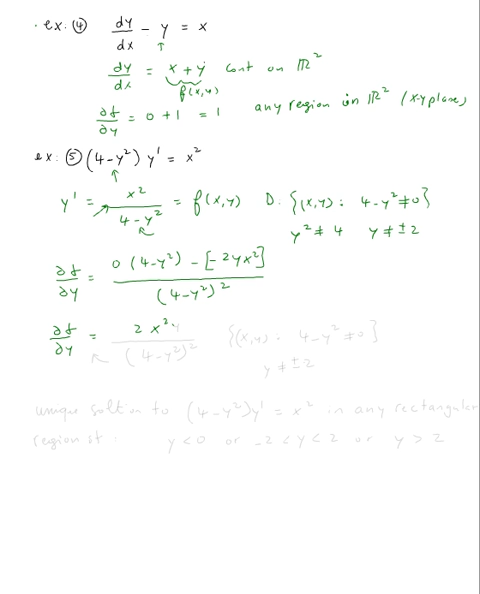 · ex: ④ dy/dx - y = x
dy/dx = x + y cont on ℝ²
f(x,y)
∂f/∂y = 0 + 1 = 1 any region in ℝ² (x-y plane)
ex: ⑤ (4-y²) y' = x²
y' = x²/(4-y²) = f(x,y) D: {(x,y): 4-y²≠0}
y² ≠ 4 y ≠ ±2
∂f/∂y = (0(4-y²) - [-2yx²])/(4-y²)²
∂f/∂y = 2x²y/(4-y²)² {(x,y): 4-y²≠0}
y ≠ ±2
unique solt'n to (4-y²)y' = x² in any rectangular
region st: y<0 or -2<y<2 or y>2